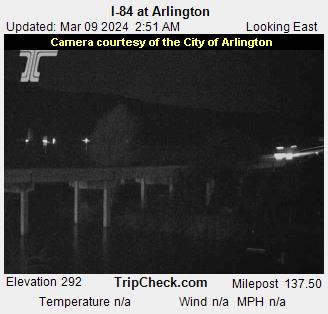 I-84 at Arlington
Updated: Mar 09 2024 2:51 AM Looking East
Camera courtesy of the City of Arlington
Elevation 292 TripCheck.com Milepost 137.50
Temperature n/a Wind n/a MPH n/a